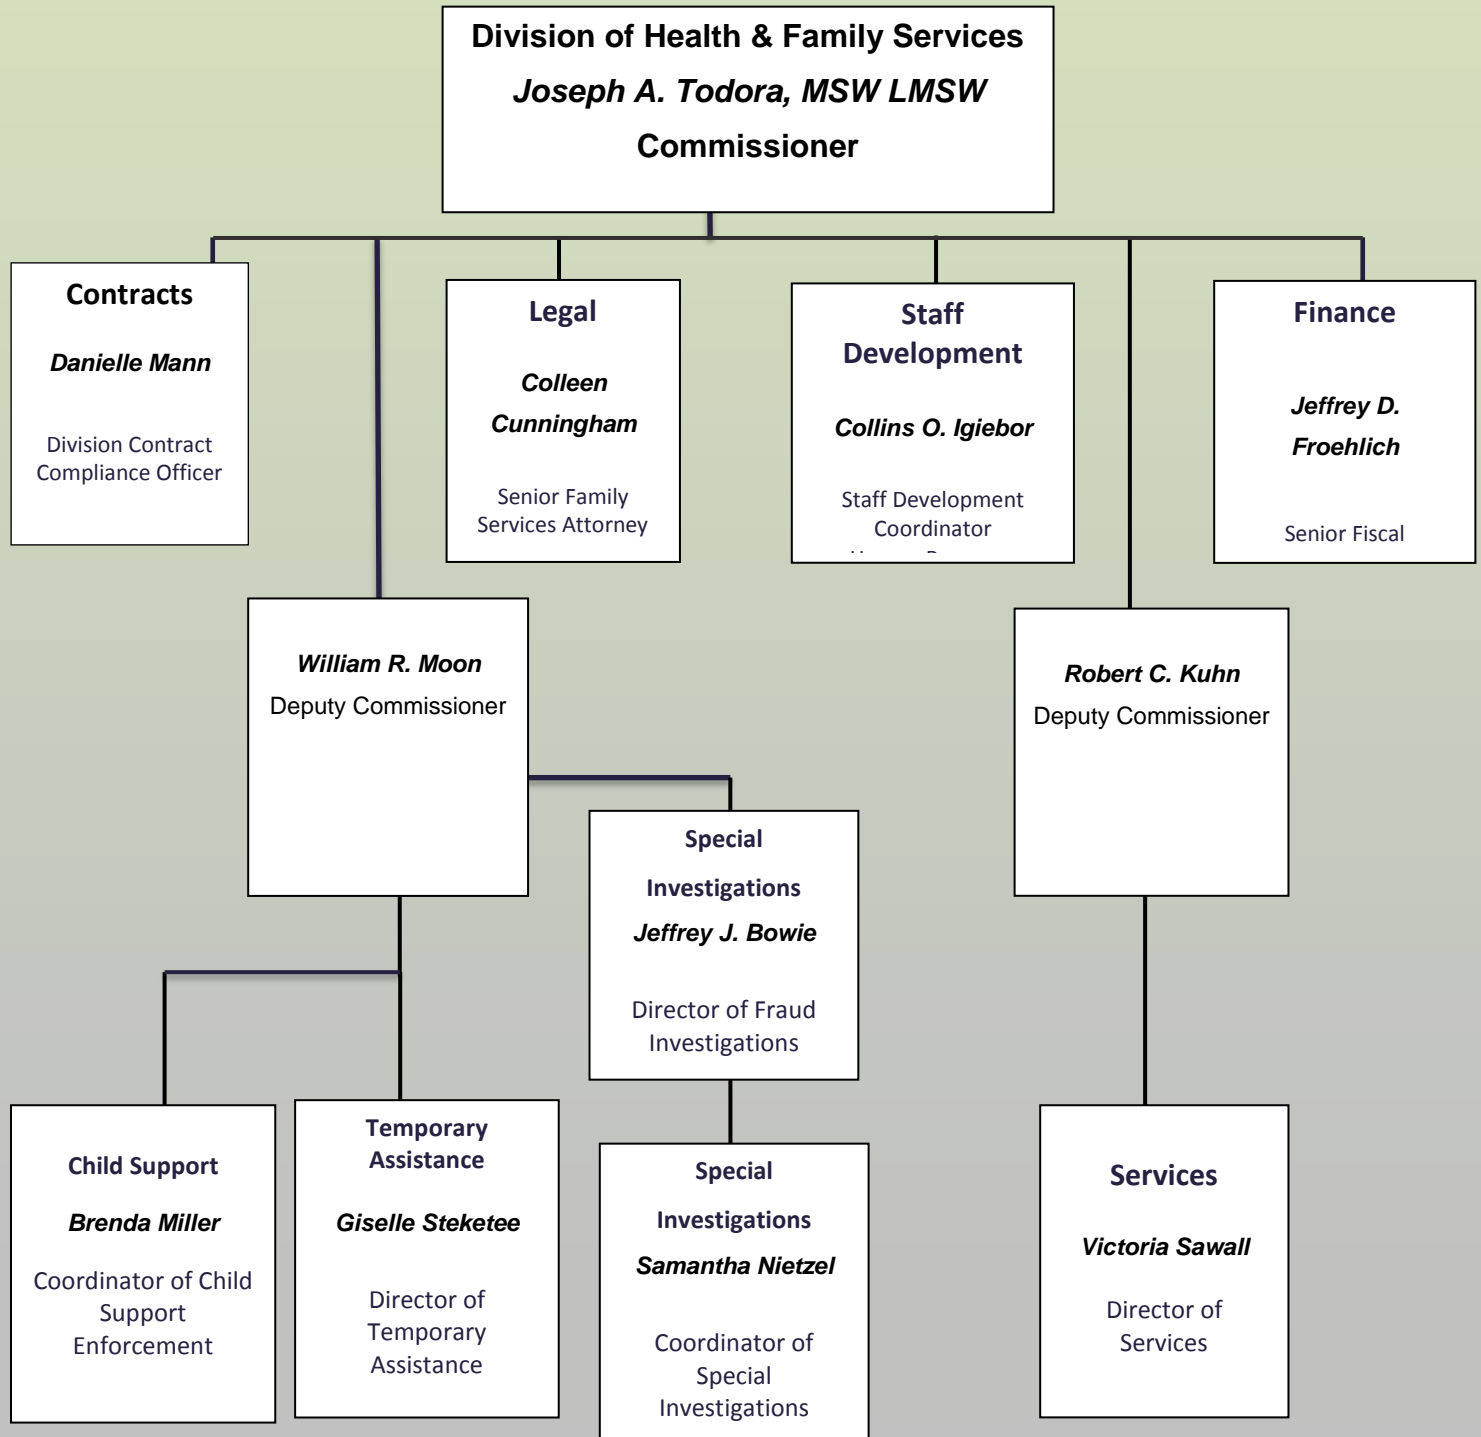 Division of Health & Family Services
Joseph A. Todora, MSW LMSW
Commissioner
Contracts
Danielle Mann
Division Contract
Compliance Officer
Legal
Colleen
Cunningham
Senior Family
Services Attorney
Staff
Development
Collins O. Igiebor
Staff Development
Coordinator
Finance
Jeffrey D.
Froehlich
Senior Fiscal
William R. Moon
Deputy Commissioner
Robert C. Kuhn
Deputy Commissioner
Special
Investigations
Jeffrey J. Bowie
Director of Fraud
Investigations
Child Support
Brenda Miller
Coordinator of Child
Support
Enforcement
Temporary
Assistance
Giselle Steketee
Director of
Temporary
Assistance
Special
Investigations
Samantha Nietzel
Coordinator of
Special
Investigations
Services
Victoria Sawall
Director of
Services